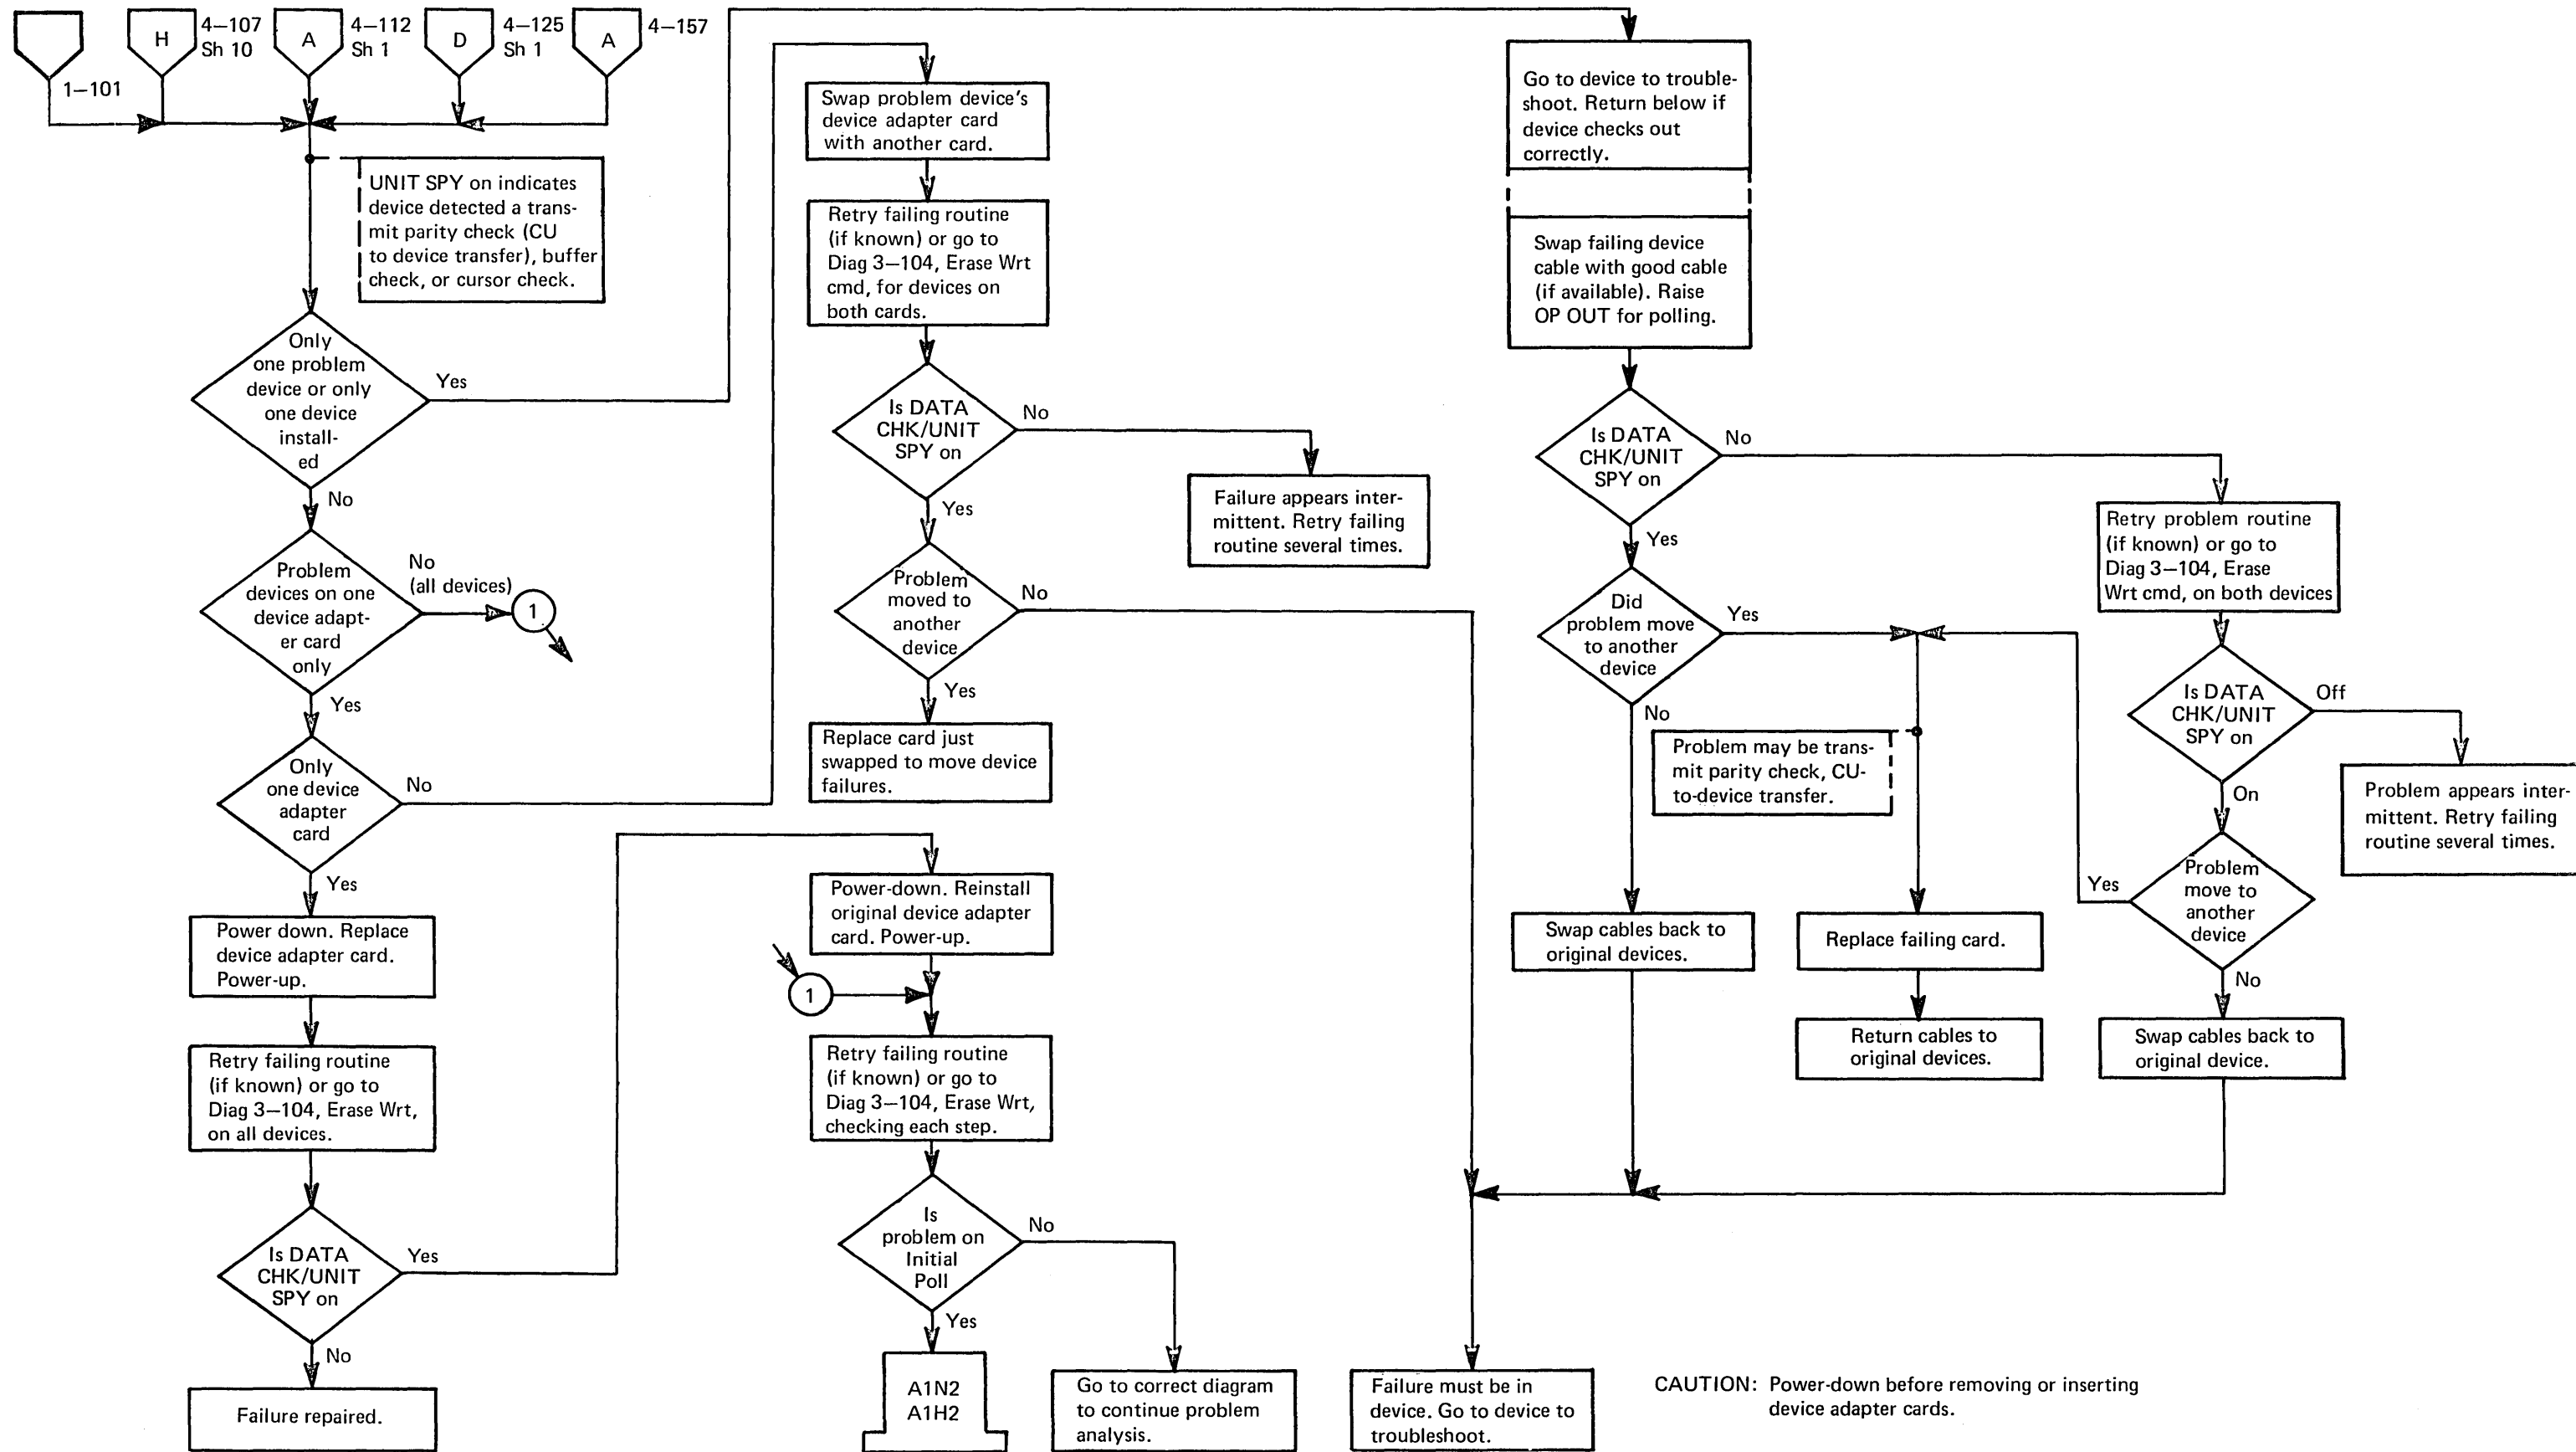 H
4–107
Sh 10
A
4–112
Sh 1
D
4–125
Sh 1
A
4–157
1–101
UNIT SPY on indicates
device detected a trans-
mit parity check (CU
to device transfer), buffer
check, or cursor check.
Only
one problem
device or only
one device
install-
ed
Yes
No
Problem
devices on one
device adapt-
er card
only
No
(all devices)
1
Yes
Only
one device
adapter
card
No
Yes
Power down. Replace
device adapter card.
Power-up.
Retry failing routine
(if known) or go to
Diag 3–104, Erase Wrt,
on all devices.
Is DATA
CHK/UNIT
SPY on
Yes
No
Failure repaired.
Swap problem device's
device adapter card
with another card.
Retry failing routine
(if known) or go to
Diag 3–104, Erase Wrt
cmd, for devices on
both cards.
Is DATA
CHK/UNIT
SPY on
No
Failure appears inter-
mittent. Retry failing
routine several times.
Yes
Problem
moved to
another
device
No
Yes
Replace card just
swapped to move device
failures.
Power-down. Reinstall
original device adapter
card. Power-up.
1
Retry failing routine
(if known) or go to
Diag 3–104, Erase Wrt,
checking each step.
Is
problem on
Initial
Poll
No
Yes
A1N2
A1H2
Go to correct diagram
to continue problem
analysis.
Go to device to trouble-
shoot. Return below if
device checks out
correctly.
Swap failing device
cable with good cable
(if available). Raise
OP OUT for polling.
Is DATA
CHK/UNIT
SPY on
No
Yes
Did
problem move
to another
device
Yes
No
Problem may be trans-
mit parity check, CU-
to-device transfer.
Swap cables back to
original devices.
Replace failing card.
Return cables to
original devices.
Retry problem routine
(if known) or go to
Diag 3–104, Erase
Wrt cmd, on both devices
Is DATA
CHK/UNIT
SPY on
Off
On
Problem appears inter-
mittent. Retry failing
routine several times.
Problem
move to
another
device
Yes
No
Swap cables back to
original device.
Failure must be in
device. Go to device to
troubleshoot.
CAUTION: Power-down before removing or inserting
device adapter cards.